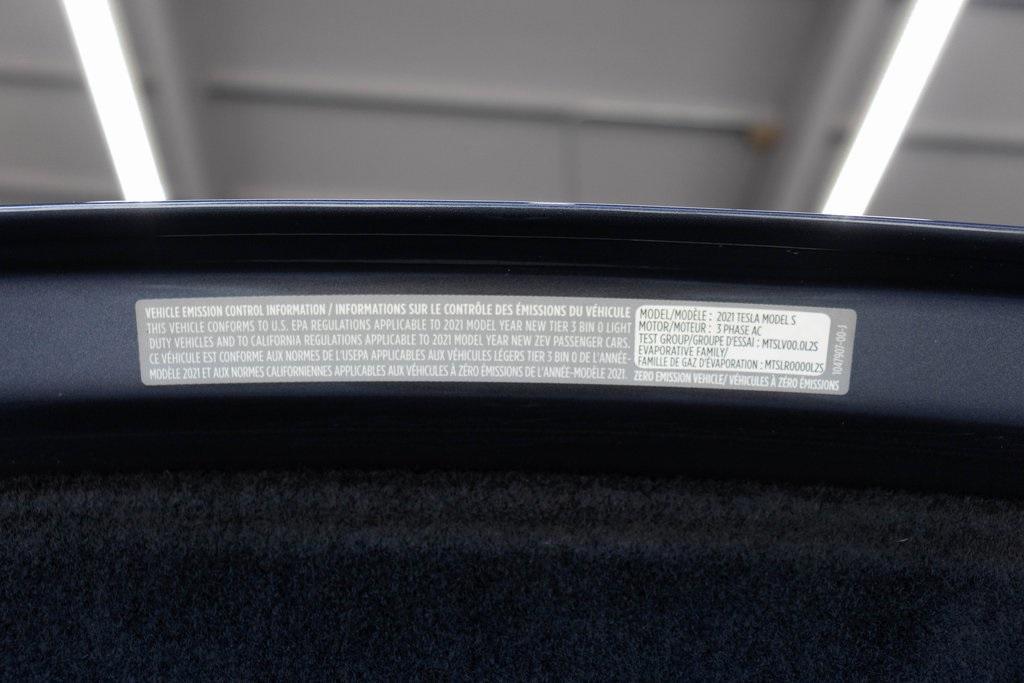 VEHICLE EMISSION CONTROL INFORMATION / INFORMATIONS SUR LE CONTRÔLE DES ÉMISSIONS DU VÉHICULE
THIS VEHICLE CONFORMS TO U.S. EPA REGULATIONS APPLICABLE TO 2021 MODEL YEAR NEW TIER 3 BIN 0 LIGHT
DUTY VEHICLES AND TO CALIFORNIA REGULATIONS APPLICABLE TO 2021 MODEL YEAR NEW ZEV PASSENGER CARS.
CE VÉHICULE EST CONFORME AUX NORMES DE L'USEPA APPLICABLES AUX VÉHICULES LÉGERS TIER 3 BIN 0 DE L'ANNÉE-
MODÈLE 2021 ET AUX NORMES CALIFORNIENNES APPLICABLES AUX VÉHICULES À ZÉRO ÉMISSIONS DE L'ANNÉE-MODÈLE 2021.
MODEL/MODÈLE : 2021 TESLA MODEL S
MOTOR/MOTEUR : 3 PHASE AC
TEST GROUP/GROUPE D'ESSAI : MTSLV00.0L2S
EVAPORATIVE FAMILY/
FAMILLE DE GAZ D'ÉVAPORATION : MTSLR0000L2S
ZERO EMISSION VEHICLE/ VÉHICULES À ZÉRO ÉMISSIONS
1047907-00-I